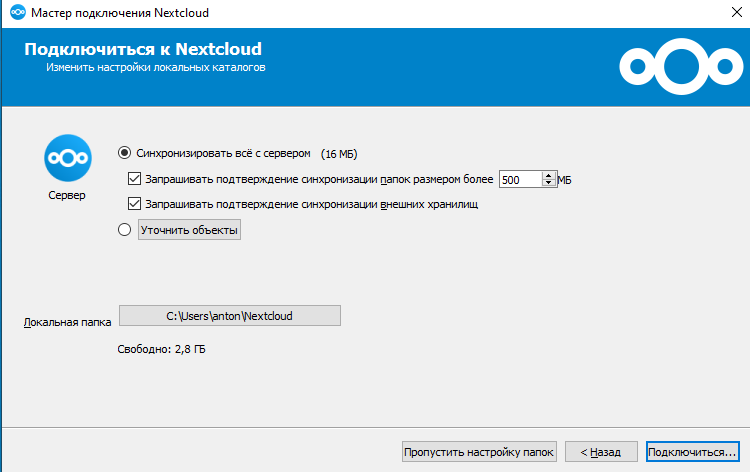 Мастер подключения Nextcloud
Подключиться к Nextcloud
Изменить настройки локальных каталогов
Синхронизировать всё с сервером (16 МБ)
Запрашивать подтверждение синхронизации папок размером более 500 МБ
Сервер
Запрашивать подтверждение синхронизации внешних хранилищ
Уточнить объекты
Локальная папка C:\Users\anton\Nextcloud
Свободно: 2,8 ГБ
Пропустить настройку папок < Назад Подключиться...